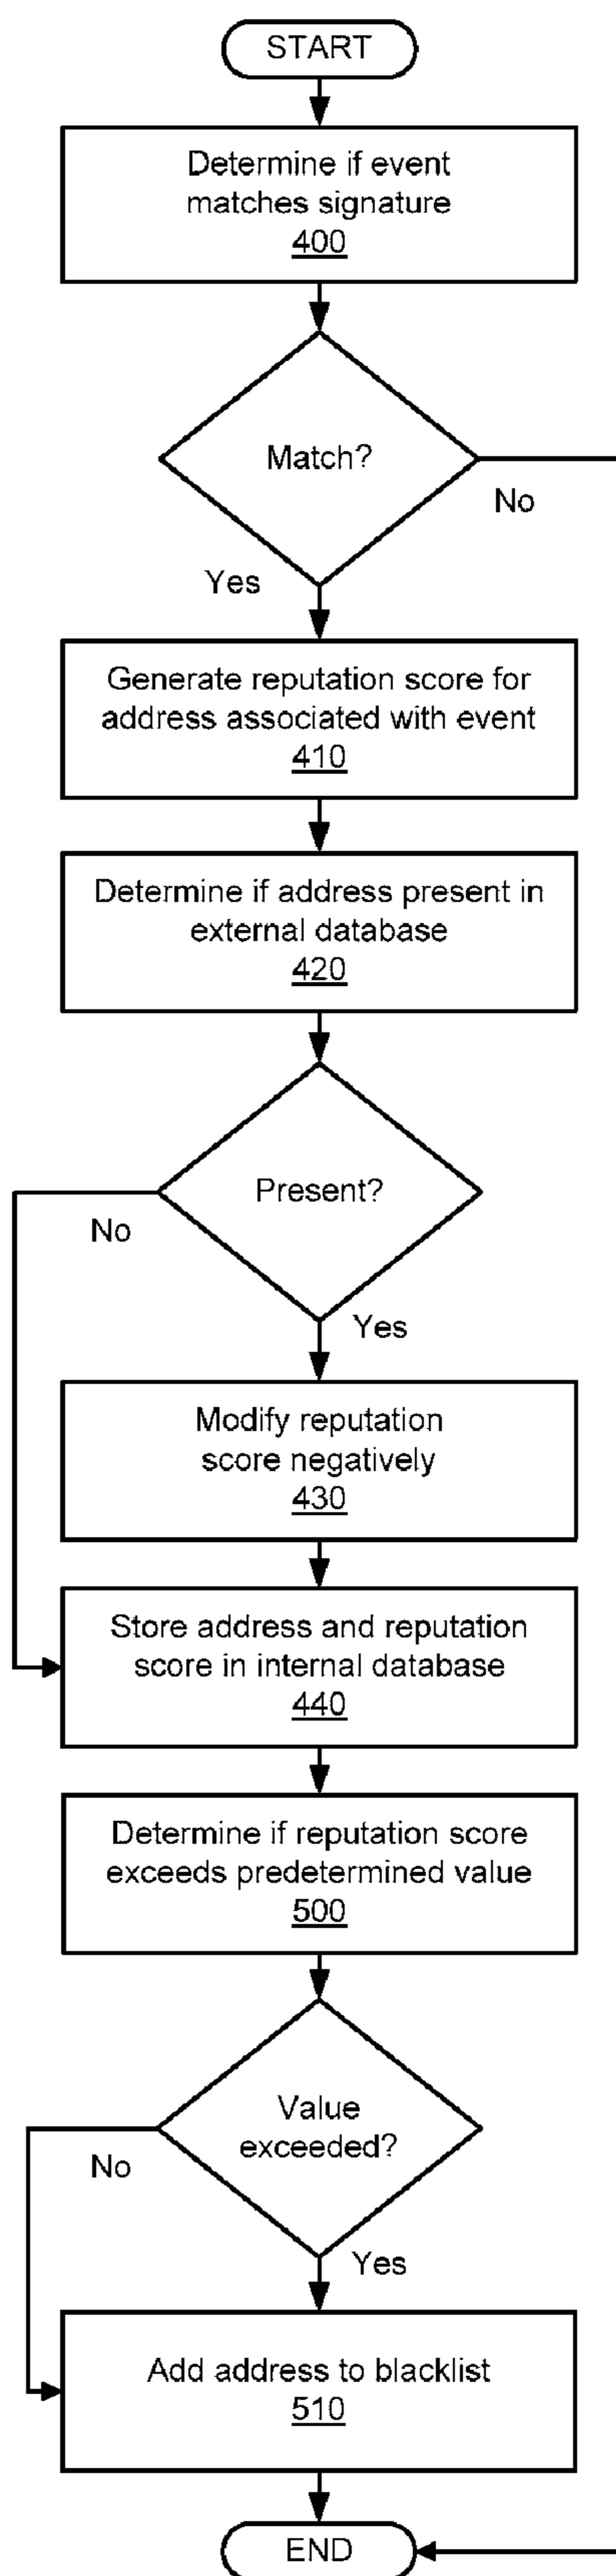 START
Determine if event
matches signature
400
Match?
No
Yes
Generate reputation score for
address associated with event
410
Determine if address present in
external database
420
Present?
No
Yes
Modify reputation
score negatively
430
Store address and reputation
score in internal database
440
Determine if reputation score
exceeds predetermined value
500
Value
exceeded?
No
Yes
Add address to blacklist
510
END